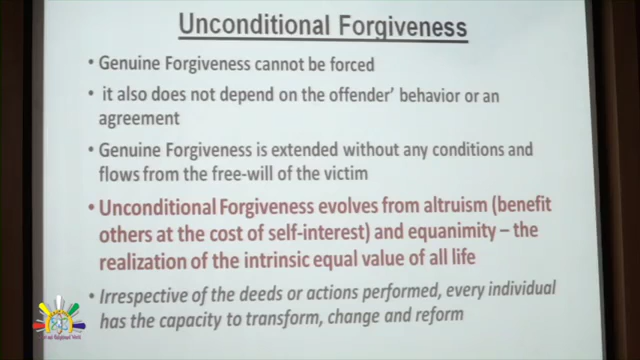 Unconditional Forgiveness
• Genuine Forgiveness cannot be forced
• it also does not depend on the offender' behavior or an
agreement
• Genuine Forgiveness is extended without any conditions and
flows from the free-will of the victim
• Unconditional Forgiveness evolves from altruism (benefit
others at the cost of self-interest) and equanimity – the
realization of the intrinsic equal value of all life
• Irrespective of the deeds or actions performed, every individual
has the capacity to transform, change and reform